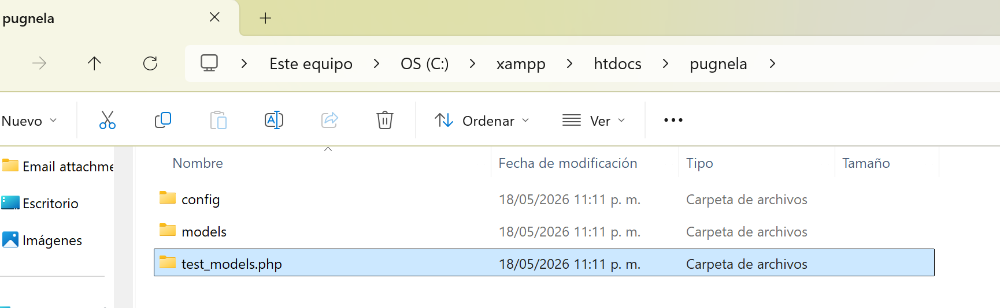 pugnela
Este equipo > OS (C:) > xampp > htdocs > pugnela >
Nuevo Ordenar Ver
Nombre Fecha de modificación Tipo Tamaño
Email attachme
Escritorio
Imágenes
config 18/05/2026 11:11 p. m. Carpeta de archivos
models 18/05/2026 11:11 p. m. Carpeta de archivos
test_models.php 18/05/2026 11:11 p. m. Carpeta de archivos